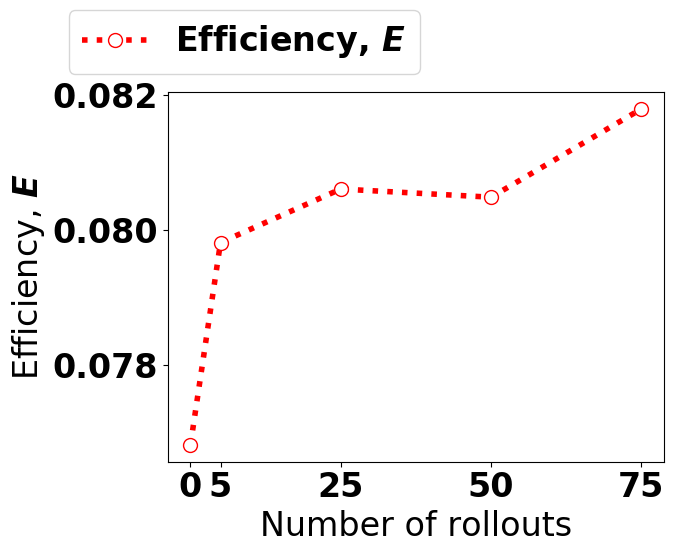 Efficiency, E
0.082
0.080
0.078
Efficiency, E
0 5 25 50 75
Number of rollouts